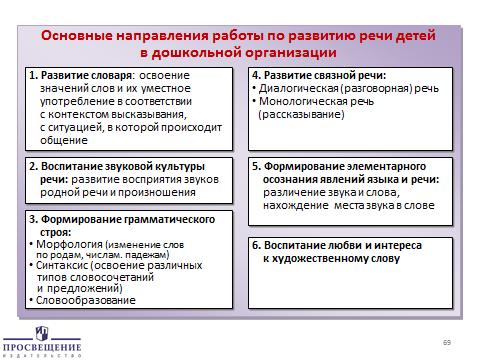 Основные направления работы по развитию речи детей
в дошкольной организации
1. Развитие словаря: освоение
значений слов и их уместное
употребление в соответствии
с контекстом высказывания,
с ситуацией, в которой происходит
общение
2. Воспитание звуковой культуры
речи: развитие восприятия звуков
родной речи и произношения
3. Формирование грамматического
строя:
• Морфология (изменение слов
по родам, числам. падежам)
• Синтаксис (освоение различных
типов словосочетаний
и предложений)
• Словообразование
4. Развитие связной речи:
• Диалогическая (разговорная) речь
• Монологическая речь
(рассказывание)
5. Формирование элементарного
осознания явлений языка и речи:
различение звука и слова,
нахождение места звука в слове
6. Воспитание любви и интереса
к художественному слову
ПРОСВЕЩЕНИЕ
ИЗДАТЕЛЬСТВО
69